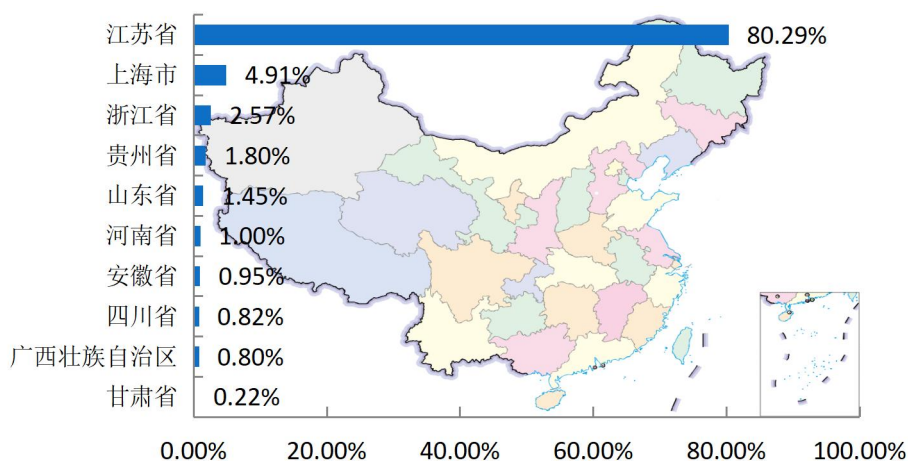 江苏省 80.29%
上海市 4.91%
浙江省 2.57%
贵州省 1.80%
山东省 1.45%
河南省 1.00%
安徽省 0.95%
四川省 0.82%
广西壮族自治区 0.80%
甘肃省 0.22%
0.00% 20.00% 40.00% 60.00% 80.00% 100.00%